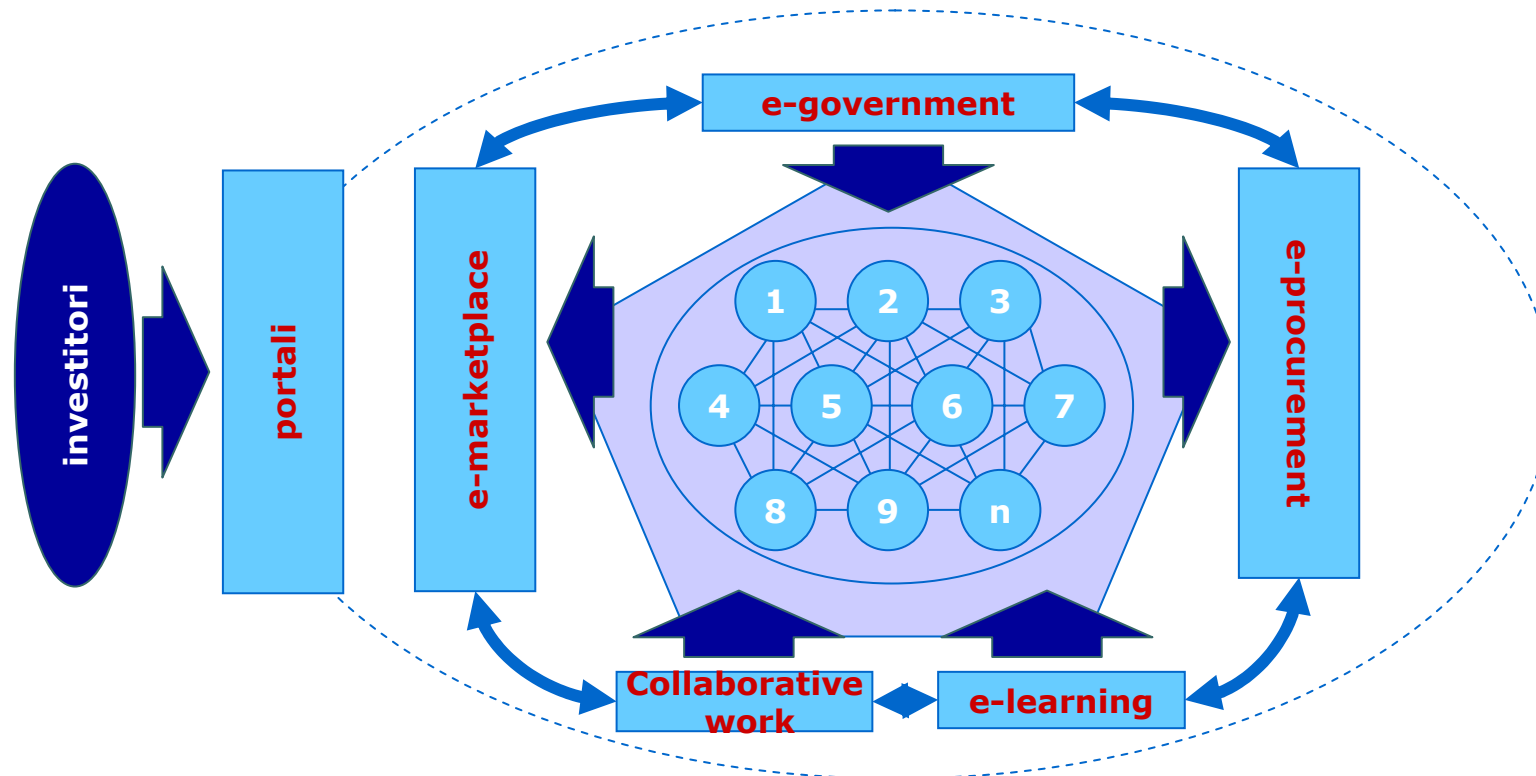 e-government
investitori
portali
e-marketplace
e-procurement
1
2
3
4
5
6
7
8
9
n
Collaborative
work
e-learning